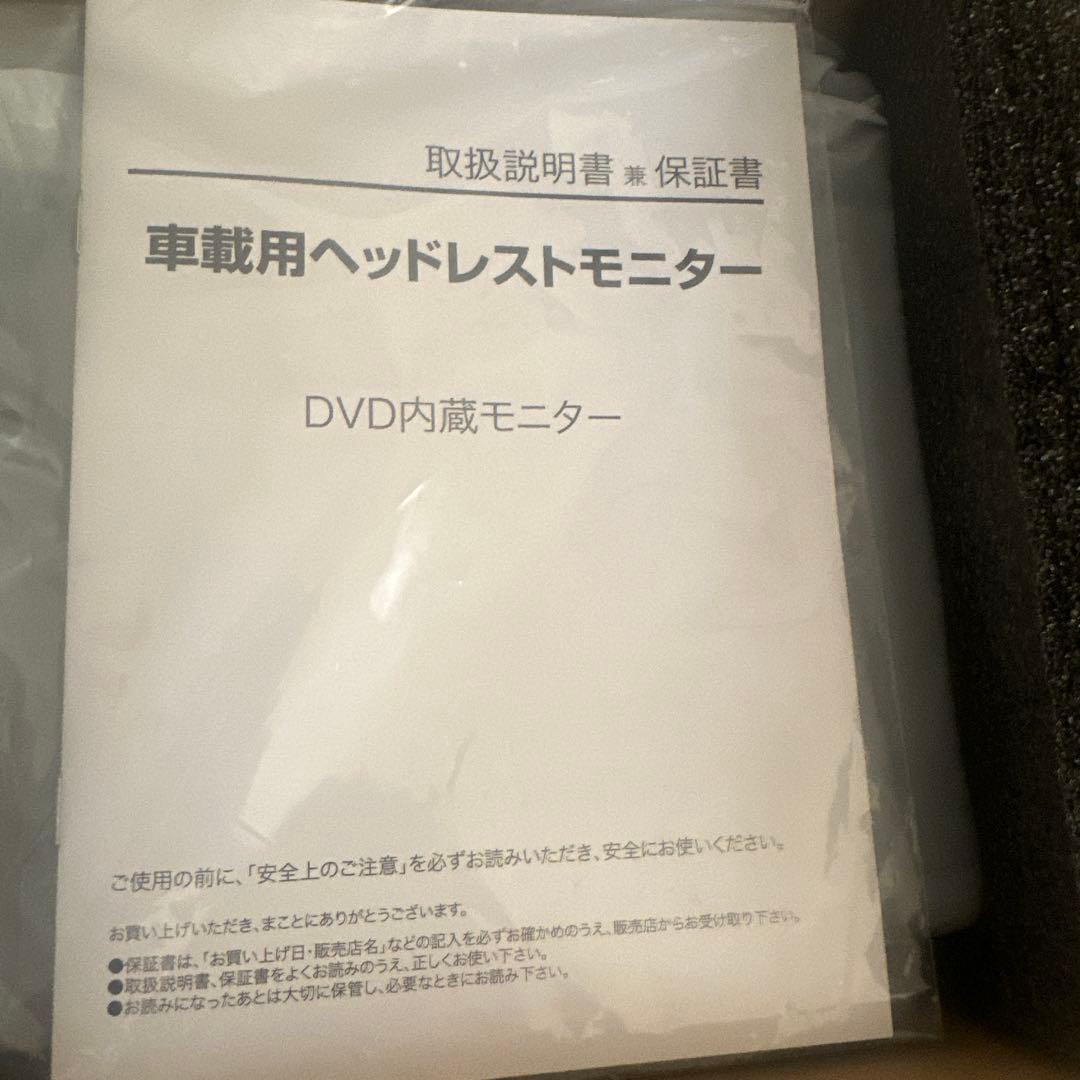 取扱説明書 兼 保証書
車載用ヘッドレストモニター
DVD内蔵モニター
ご使用の前に、「安全上のご注意」を必ずお読みいただき、安全にお使いください。
お買い上げいただき、まことにありがとうございます。
●保証書は、「お買い上げ日・販売店名」などの記入を必ずお確かめのうえ、販売店からお受け取り下さい。
●取扱説明書、保証書をよくお読みのうえ、正しくお使い下さい。
●お読みになったあとは大切に保管し、必要なときにお読み下さい。